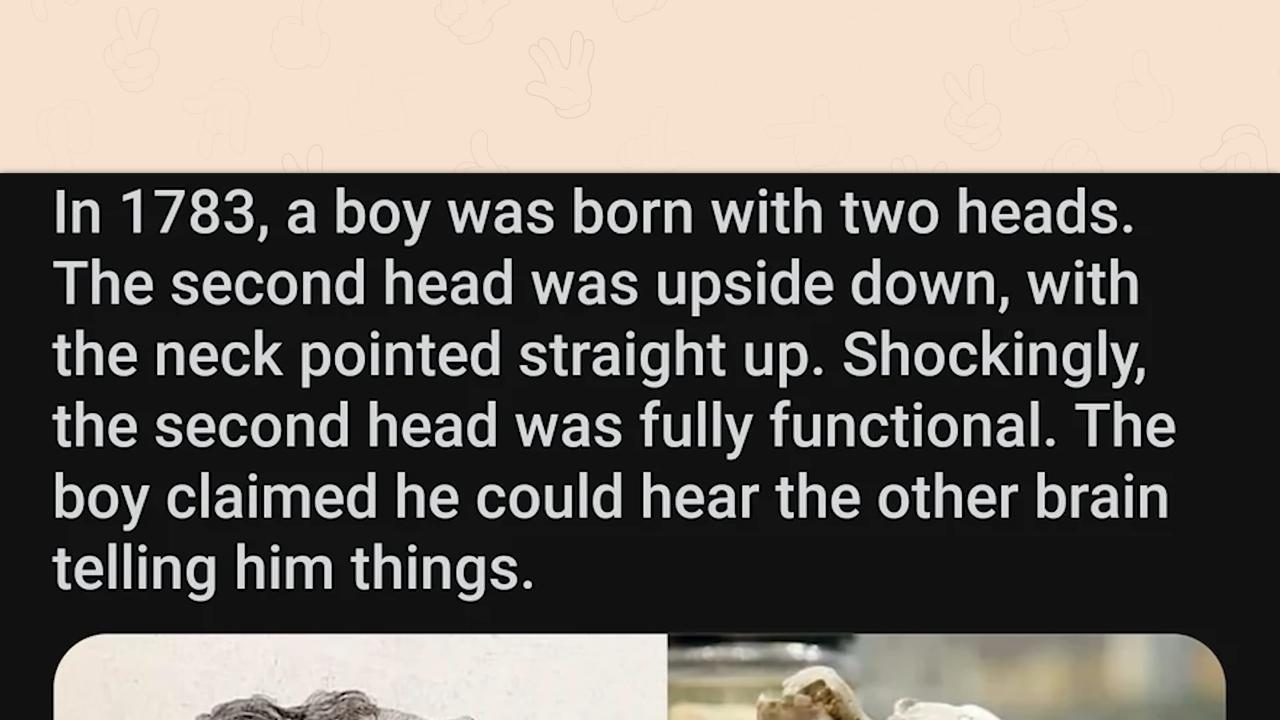 In 1783, a boy was born with two heads.
The second head was upside down, with
the neck pointed straight up. Shockingly,
the second head was fully functional. The
boy claimed he could hear the other brain
telling him things.